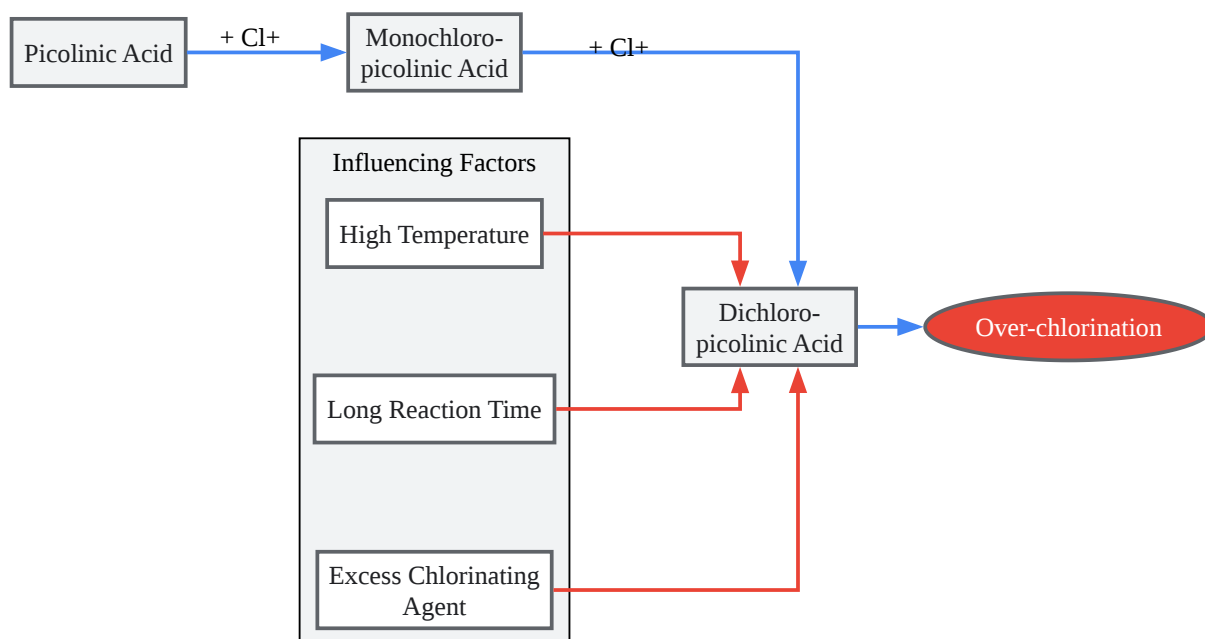 Picolinic Acid
+ Cl+
Monochloro-
picolinic Acid
+ Cl+
Influencing Factors
High Temperature
Dichloro-
picolinic Acid
Over-chlorination
Long Reaction Time
Excess Chlorinating
Agent